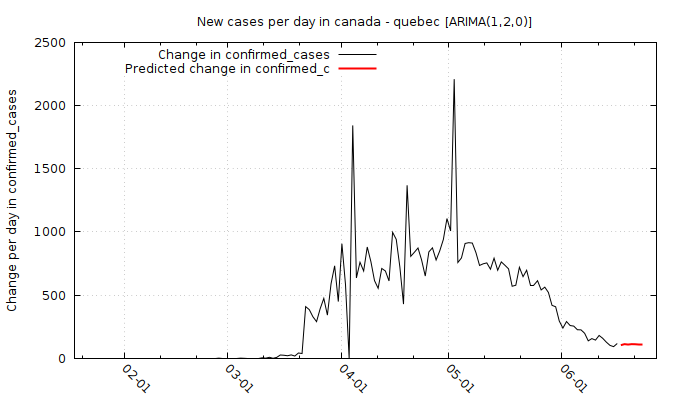 New cases per day in canada - quebec [ARIMA(1,2,0)]
2500
2000
1500
1000
500
0
Change per day in confirmed_cases
Change in confirmed_cases
Predicted change in confirmed_c
02-01
03-01
04-01
05-01
06-01